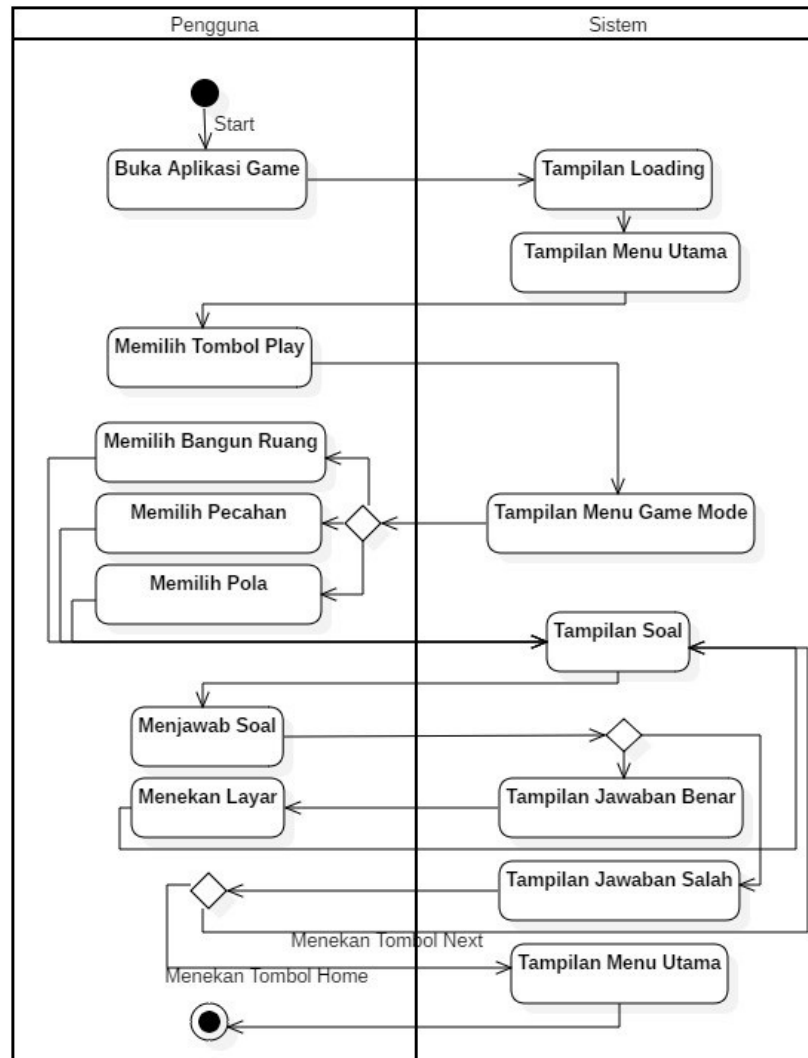 Pengguna
Sistem
Start
Buka Aplikasi Game
Tampilan Loading
Tampilan Menu Utama
Memilih Tombol Play
Memilih Bangun Ruang
Memilih Pecahan
Tampilan Menu Game Mode
Memilih Pola
Tampilan Soal
Menjawab Soal
Menekan Layar
Tampilan Jawaban Benar
Tampilan Jawaban Salah
Menekan Tombol Next
Tampilan Menu Utama
Menekan Tombol Home